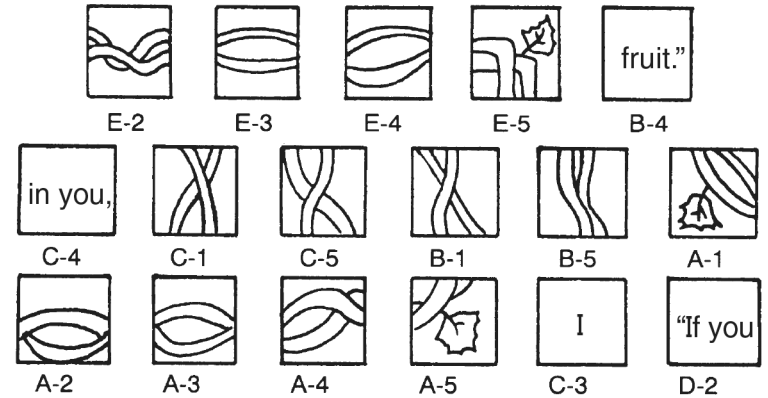 fruit.”
E-2 E-3 E-4 E-5 B-4
in you,
C-4 C-1 C-5 B-1 B-5 A-1
I “If you
A-2 A-3 A-4 A-5 C-3 D-2